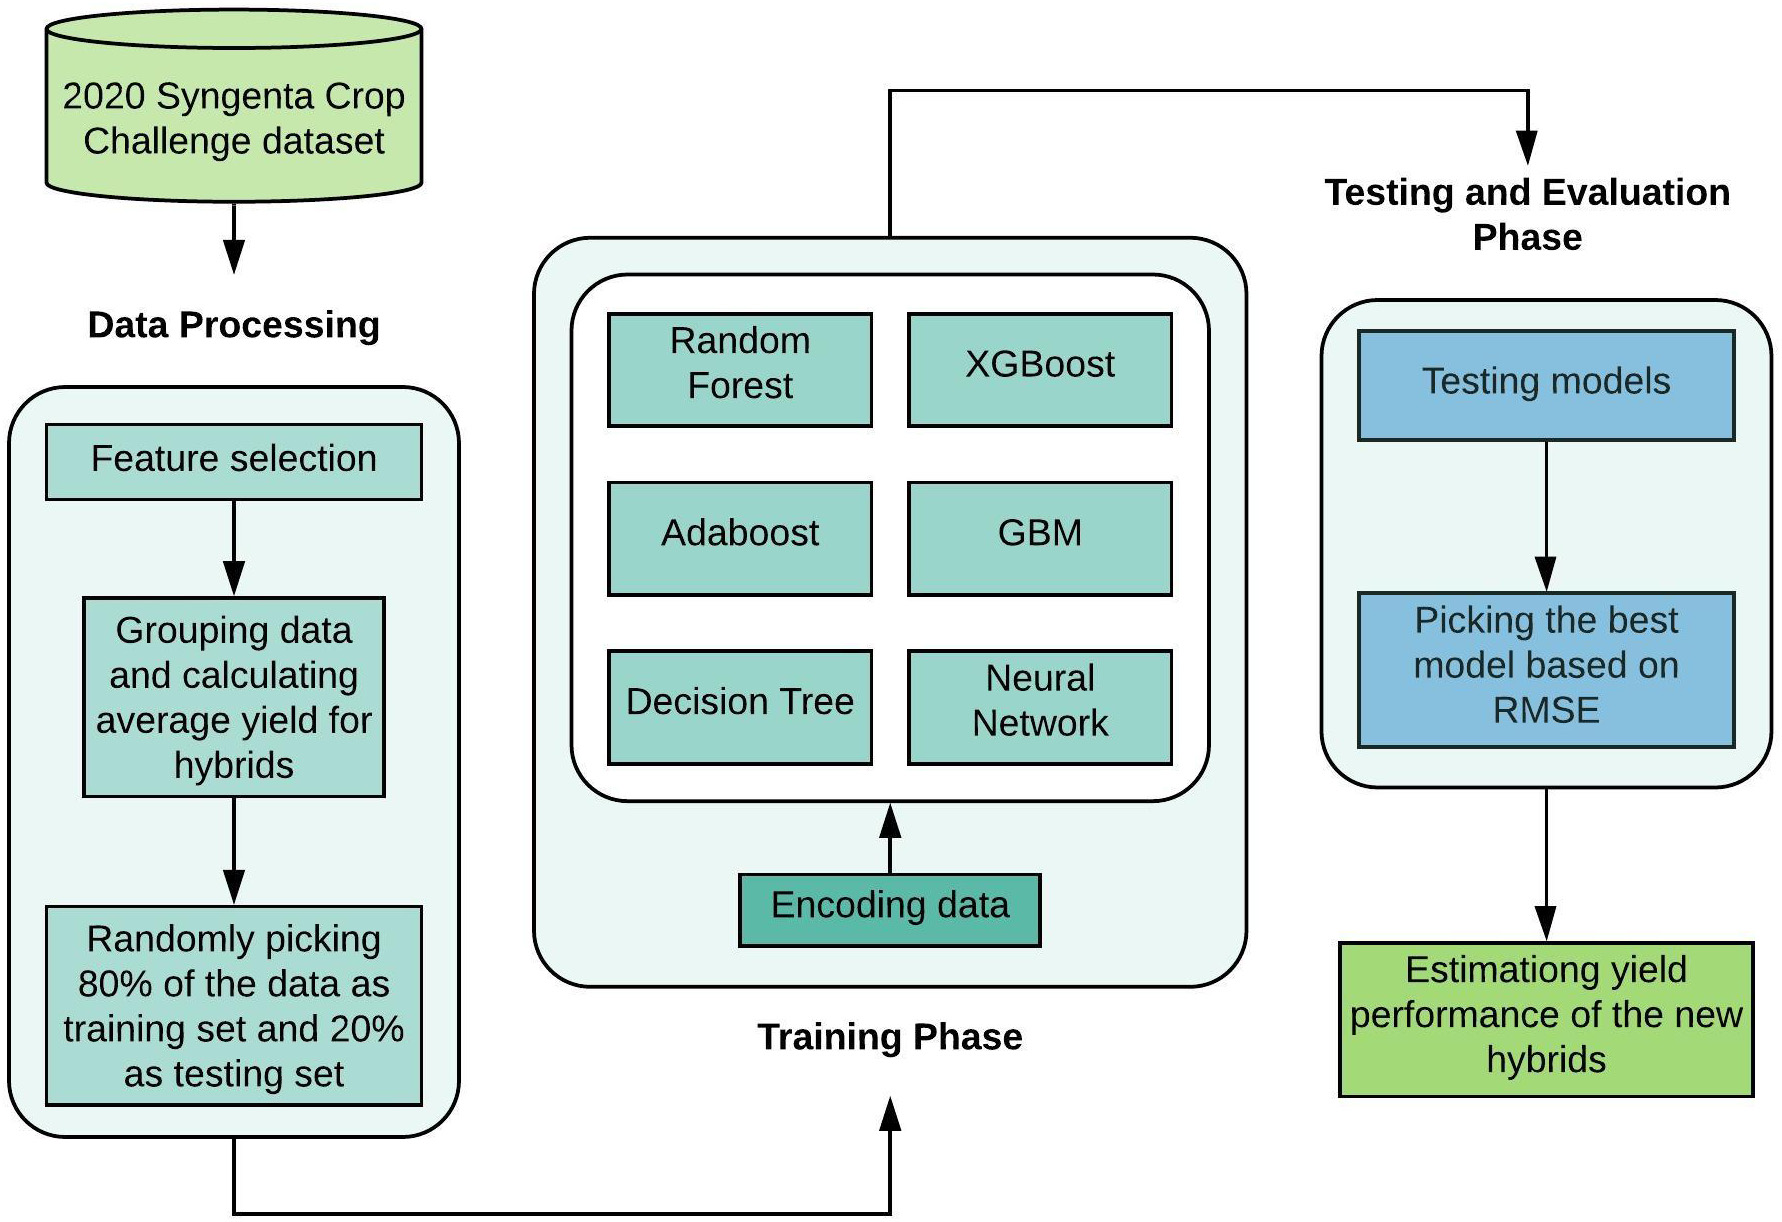 2020 Syngenta Crop
Challenge dataset
Data Processing
Feature selection
Grouping data
and calculating
average yield for
hybrids
Randomly picking
80% of the data as
training set and 20%
as testing set
Random
Forest
XGBoost
Adaboost
GBM
Decision Tree
Neural
Network
Encoding data
Training Phase
Testing and Evaluation
Phase
Testing models
Picking the best
model based on
RMSE
Estimationg yield
performance of the new
hybrids